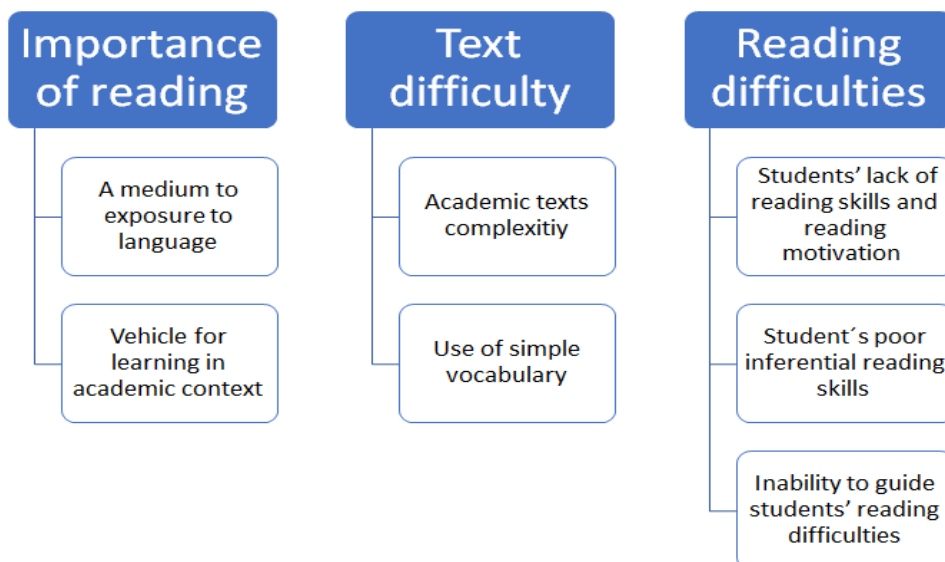 Importance
of reading
A medium to
exposure to
language
Vehicle for
learning in
academic context
Text
difficulty
Academic texts
complexitiy
Use of simple
vocabulary
Reading
difficulties
Students’ lack of
reading skills and
reading
motivation
Student´s poor
inferential reading
skills
Inability to guide
students’ reading
difficulties